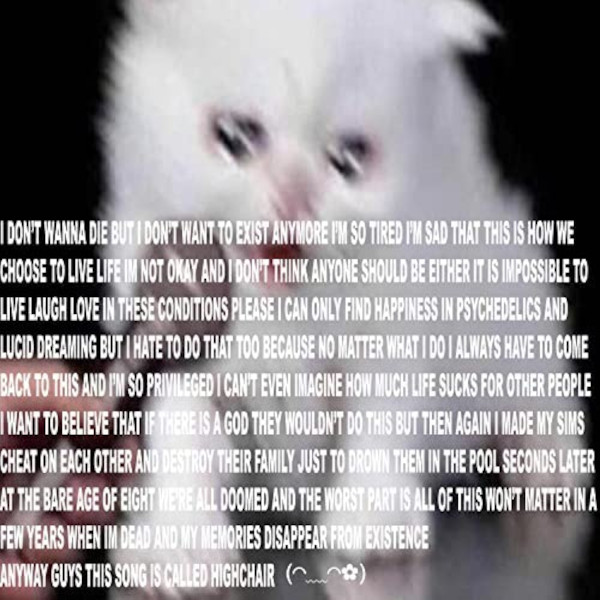 I DON'T WANNA DIE BUT I DON'T WANT TO EXIST ANYMORE I'M SO TIRED I'M SAD THAT THIS IS HOW WE
CHOOSE TO LIVE LIFE IM NOT OKAY AND I DON'T THINK ANYONE SHOULD BE EITHER IT IS IMPOSSIBLE TO
LIVE LAUGH LOVE IN THESE CONDITIONS PLEASE I CAN ONLY FIND HAPPINESS IN PSYCHEDELICS AND
LUCID DREAMING BUT I HATE TO DO THAT TOO BECAUSE NO MATTER WHAT I DO I ALWAYS HAVE TO COME
BACK TO THIS AND I'M SO PRIVILEGED I CAN'T EVEN IMAGINE HOW MUCH LIFE SUCKS FOR OTHER PEOPLE
I WANT TO BELIEVE THAT IF THERE IS A GOD THEY WOULDN'T DO THIS BUT THEN AGAIN I MADE MY SIMS
CHEAT ON EACH OTHER AND DESTROY THEIR FAMILY JUST TO DROWN THEM IN THE POOL SECONDS LATER
AT THE BARE AGE OF EIGHT WE'RE ALL DOOMED AND THE WORST PART IS ALL OF THIS WON'T MATTER IN A
FEW YEARS WHEN IM DEAD AND MY MEMORIES DISAPPEAR FROM EXISTENCE
ANYWAY GUYS THIS SONG IS CALLED HIGHCHAIR (◠﹏◠✿)